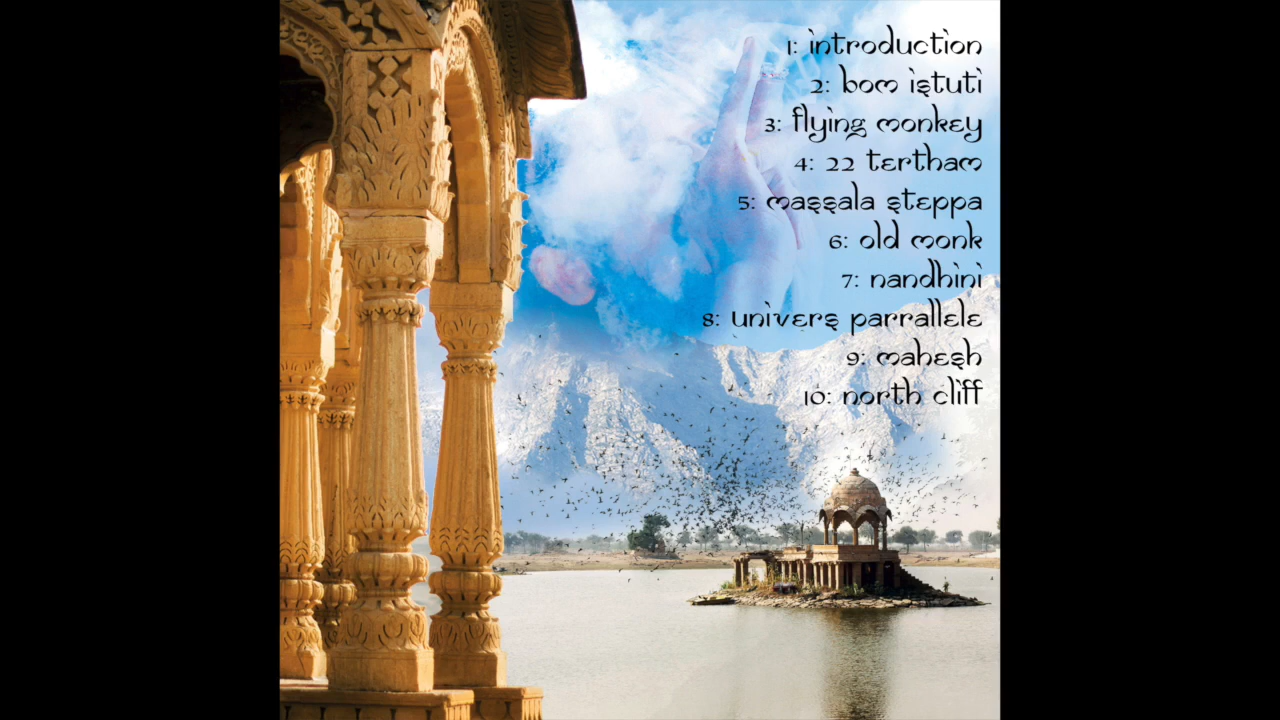 1: introduction
2: bom istuti
3: flying monkey
4: 22 tertham
5: massala steppa
6: old monk
7: nandhini
8: univers parrallele
9: mahesh
10: north cliff